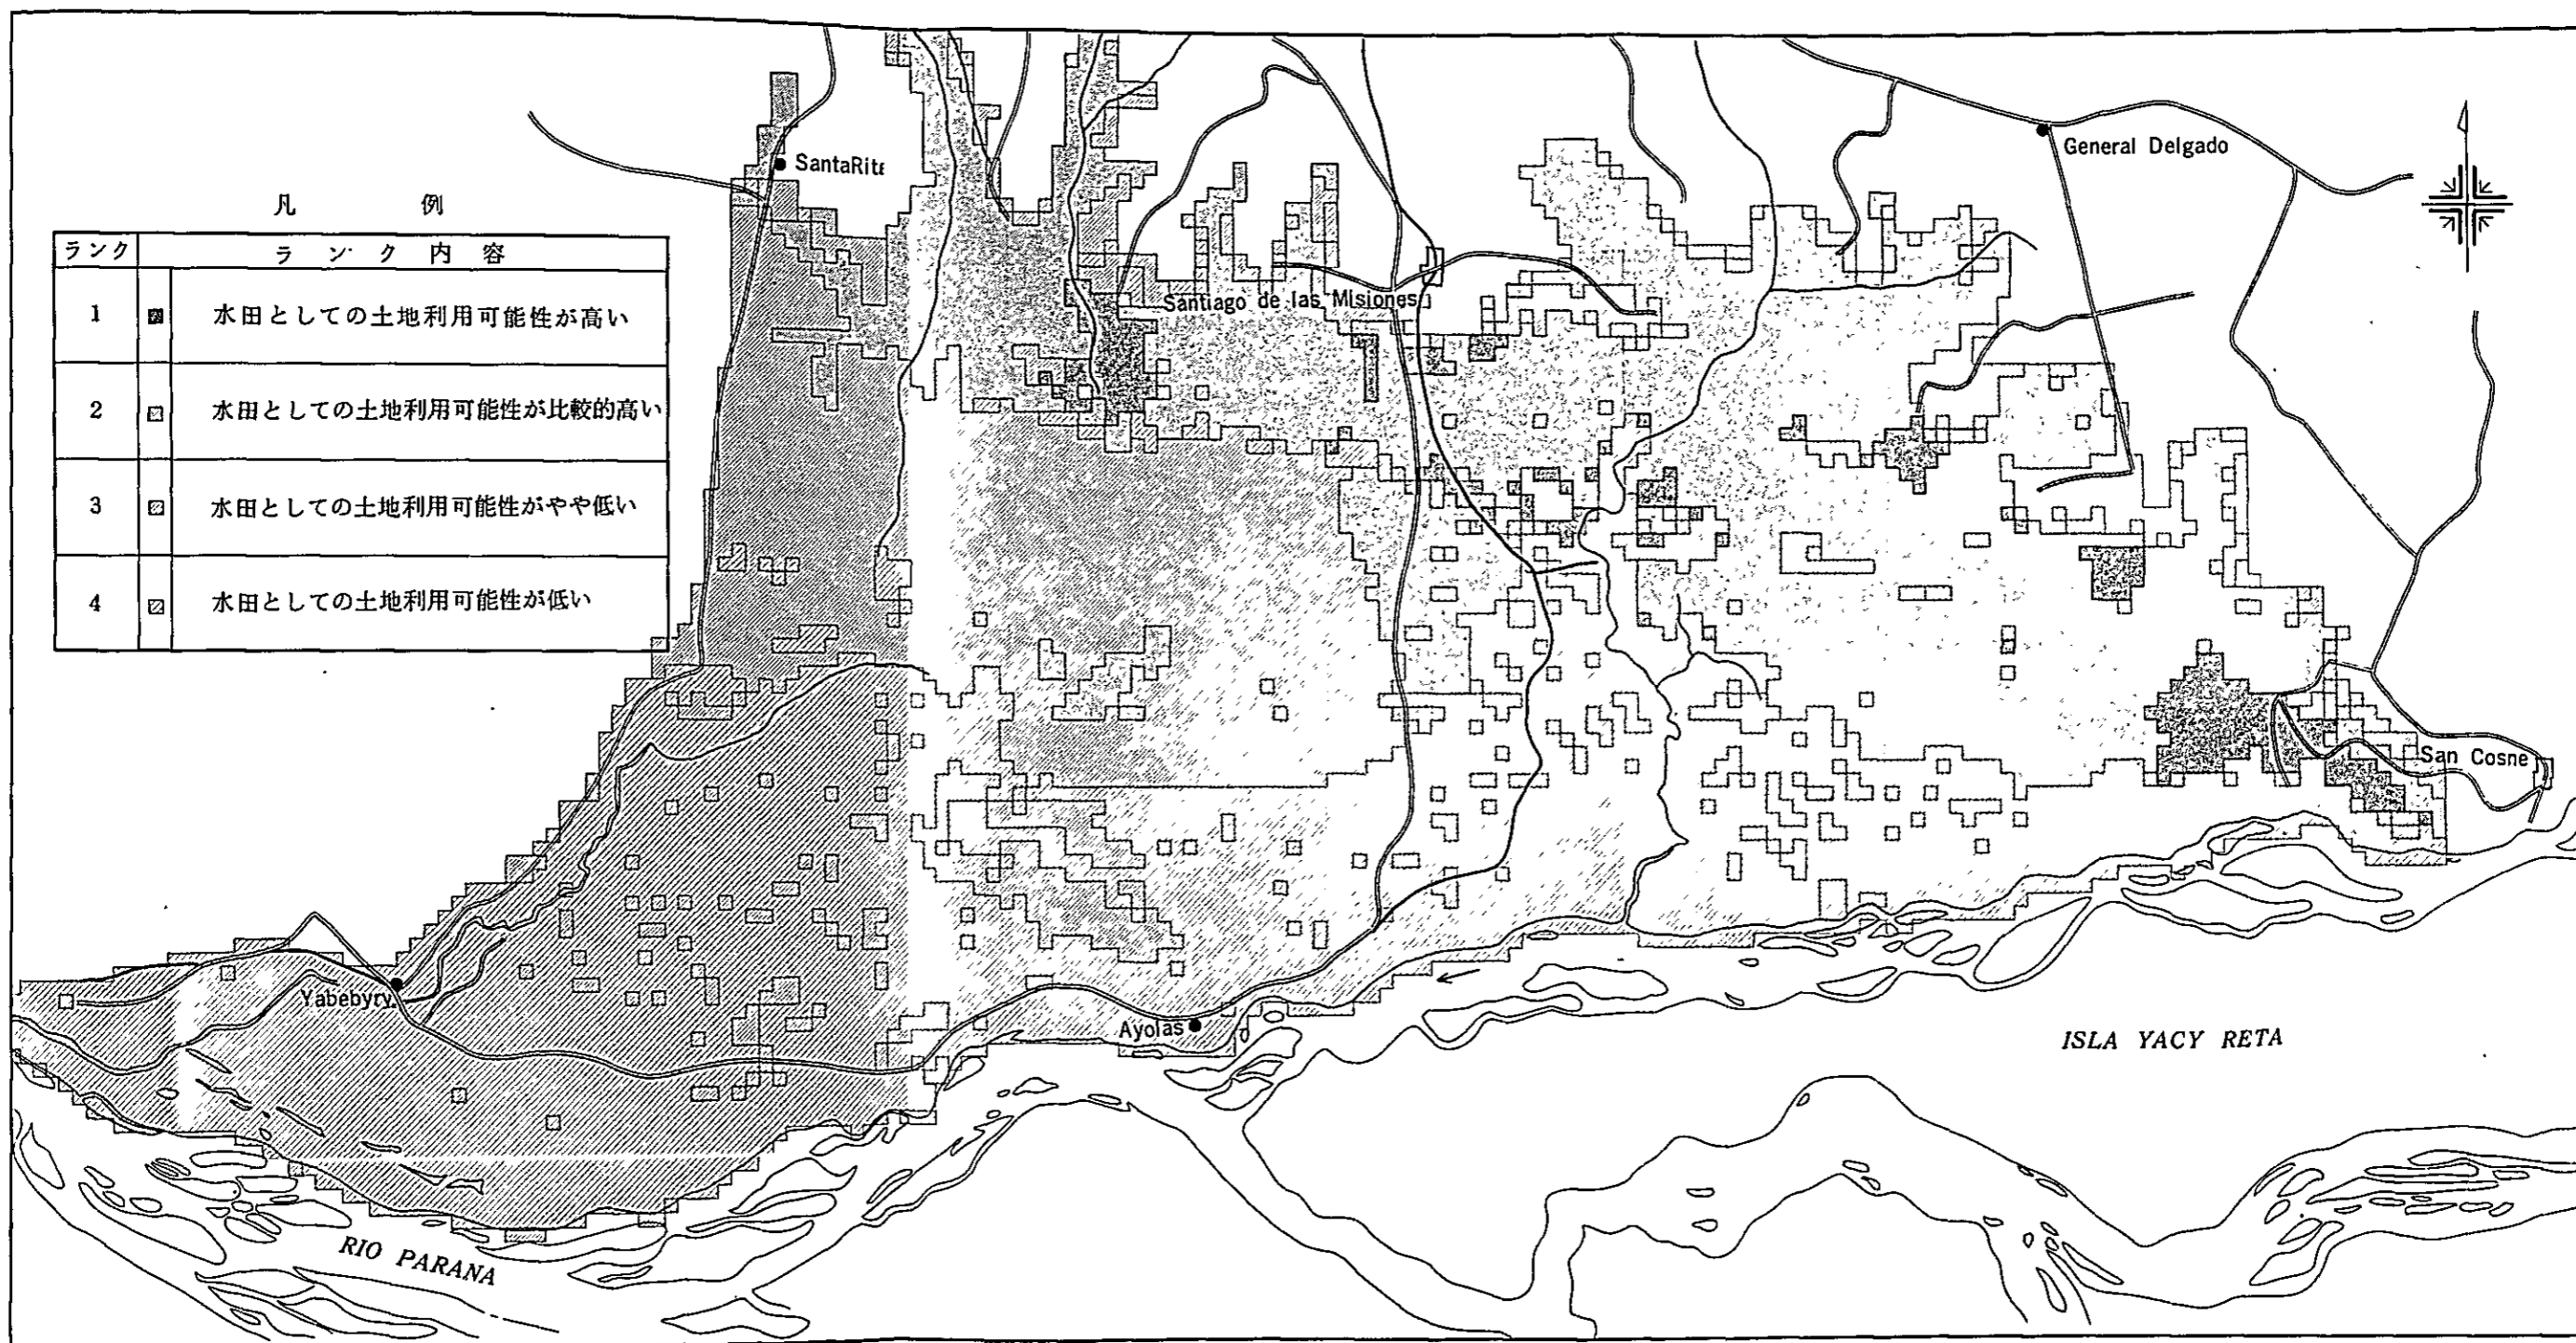 凡 例
ランク ランク内容
1 水田としての土地利用可能性が高い
2 水田としての土地利用可能性が比較的高い
3 水田としての土地利用可能性がやや低い
4 水田としての土地利用可能性が低い
SantaRita
General Delgado
Santiago de las Misiones
San Cosne
Yabebyry
Ayolas
ISLA YACY RETA
RIO PARANA